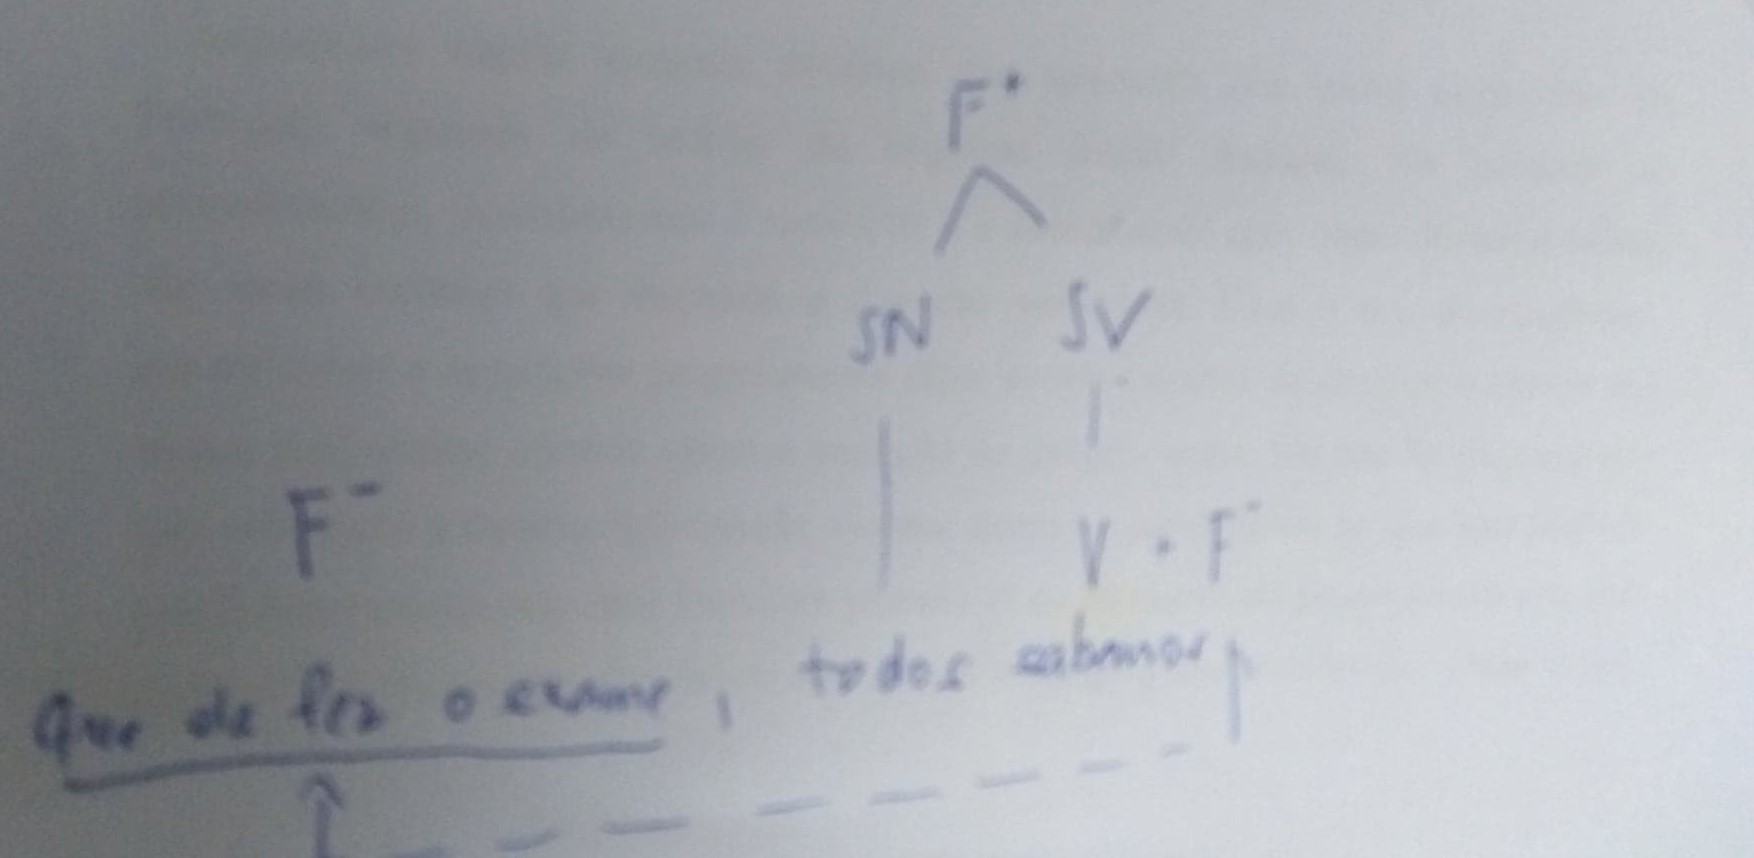 F⁺
SN SV
F⁻ V · F⁻
Que ele fez o exame, todos sabemos